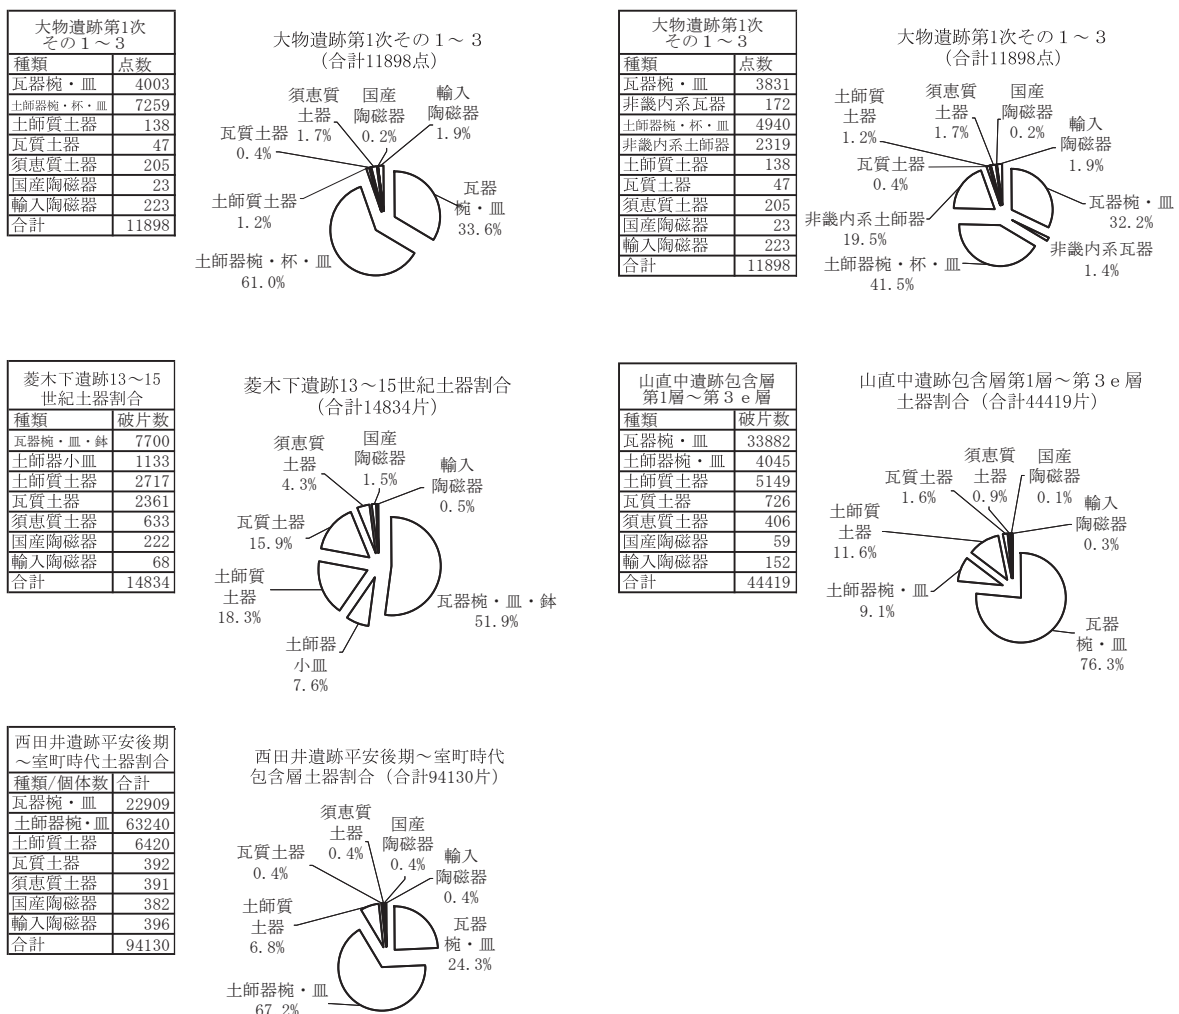 大物遺跡第1次
その１～３
種類 点数
瓦器椀・皿 4003
土師器椀・杯・皿 7259
土師質土器 138
瓦質土器 47
須恵質土器 205
国産陶磁器 23
輸入陶磁器 223
合計 11898
大物遺跡第1次その１～３
（合計11898点）
須恵質
土器
1.7%
国産
陶磁器
0.2%
輸入
陶磁器
1.9%
瓦質土器
0.4%
土師質土器
1.2%
瓦器
椀・皿
33.6%
土師器椀・杯・皿
61.0%
大物遺跡第1次
その１～３
種類 点数
瓦器椀・皿 3831
非畿内系瓦器 172
土師器椀・杯・皿 4940
非畿内系土師器 2319
土師質土器 138
瓦質土器 47
須恵質土器 205
国産陶磁器 23
輸入陶磁器 223
合計 11898
大物遺跡第1次その１～３
（合計11898点）
土師質
土器
1.2%
須恵質
土器
1.7%
国産
陶磁器
0.2%
輸入
陶磁器
1.9%
瓦質土器
0.4%
瓦器椀・皿
32.2%
非畿内系土師器
19.5%
非畿内系瓦器
1.4%
土師器椀・杯・皿
41.5%
菱木下遺跡13～15
世紀土器割合
種類 破片数
瓦器椀・皿・鉢 7700
土師器小皿 1133
土師質土器 2717
瓦質土器 2361
須恵質土器 633
国産陶磁器 222
輸入陶磁器 68
合計 14834
菱木下遺跡13～15世紀土器割合
（合計14834片）
須恵質
土器
4.3%
国産
陶磁器
1.5%
輸入
陶磁器
0.5%
瓦質土器
15.9%
土師質
土器
18.3%
瓦器椀・皿・鉢
51.9%
土師器
小皿
7.6%
山直中遺跡包含層
第1層～第３ｅ層
種類 破片数
瓦器椀・皿 33882
土師器椀・皿 4045
土師質土器 5149
瓦質土器 726
須恵質土器 406
国産陶磁器 59
輸入陶磁器 152
合計 44419
山直中遺跡包含層第1層～第３ｅ層
土器割合（合計44419片）
須恵質
土器
0.9%
国産
陶磁器
0.1%
瓦質土器
1.6%
輸入
陶磁器
0.3%
土師質
土器
11.6%
土師器椀・皿
9.1%
瓦器
椀・皿
76.3%
西田井遺跡平安後期
～室町時代土器割合
種類/個体数 合計
瓦器椀・皿 22909
土師器椀・皿 63240
土師質土器 6420
瓦質土器 392
須恵質土器 391
国産陶磁器 382
輸入陶磁器 396
合計 94130
西田井遺跡平安後期～室町時代
包含層土器割合（合計94130片）
須恵質
土器
0.4%
国産
陶磁器
0.4%
瓦質土器
0.4%
輸入
陶磁器
0.4%
土師質
土器
6.8%
瓦器
椀・皿
24.3%
土師器椀・皿
67.2%